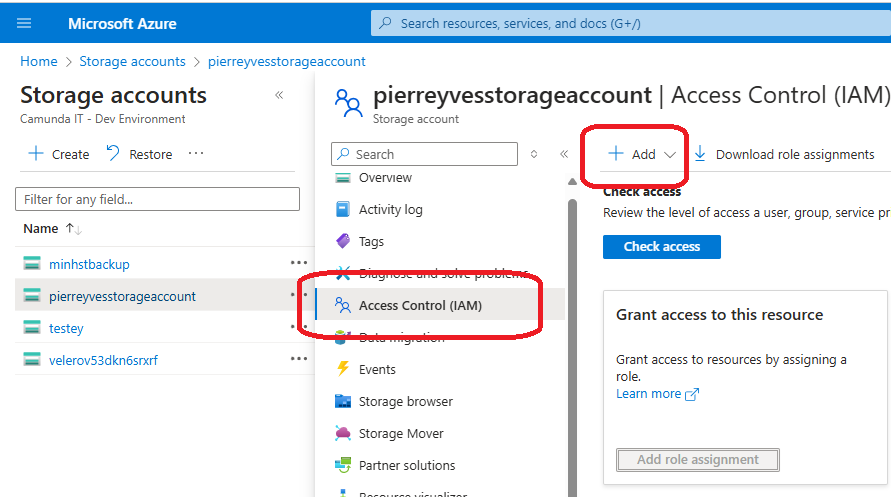 Microsoft Azure
Search resources, services, and docs (G+/)
Home > Storage accounts > pierreyvesstorageaccount
Storage accounts
Camunda IT - Dev Environment
Create
Restore
Filter for any field...
Name
minhstbackup
pierreyvesstorageaccount
testey
velerov53dkn6srxrf
pierreyvesstorageaccount | Access Control (IAM)
Storage account
Search
Overview
Activity log
Tags
Diagnose and solve problems
Access Control (IAM)
Data migration
Events
Storage browser
Storage Mover
Partner solutions
Resource visualizer
Add
Download role assignments
Check access
Review the level of access a user, group, service pr
Check access
Grant access to this resource
Grant access to resources by assigning a
role.
Learn more
Add role assignment